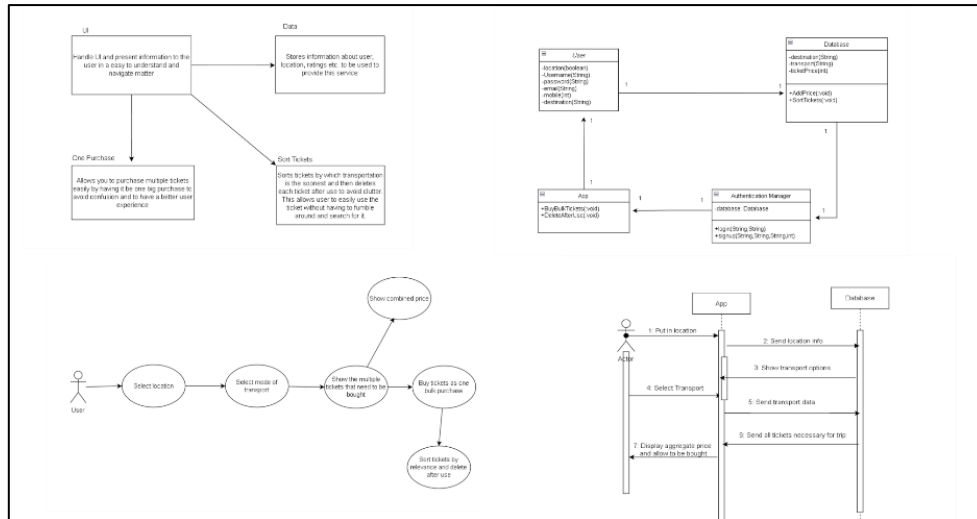 UI
Handle UI and present information to the
user in a easy to understand and
navigate matter
Data
Stores information about user,
location, ratings etc. to be used to
provide this service
One Purchase
Allows you to purchase multiple tickets
easily by having it be one big purchase to
avoid confusion and to have a better user
experience
Sort Tickets
Sorts tickets by which transportation
is the soonest and then deletes
each ticket after use to avoid clutter.
This allows user to easily use the
ticket without having to fumble
around and search for it.
User
-location(boolean)
-Username(String)
-password(String)
-email(String)
-mobile(int)
-destination(String)
1
1
Database
-destination(String)
-transport(String)
-ticketPrice(int)
+AddPrice(:void)
+SortTickets(:void)
1
1
App
+BuyBulkTickets(:void)
+DeleteAfterUse(:void)
1
1
Authentication Manager
-database: Database
+login(String,String)
+signup(String,String,String,int)
1
1
User
Select location
Select mode of
transport
Show the multiple
tickets that need to be
bought
Show combined price
Buy tickets as one
bulk purchase
Sort tickets by
relevance and delete
after use
App
Database
Actor
1: Put in location
2: Send location info
3: Show transport options
4: Select Transport
5: Send transport data
6: Send all tickets necessary for trip
7: Display aggregate price
and allow to be bought